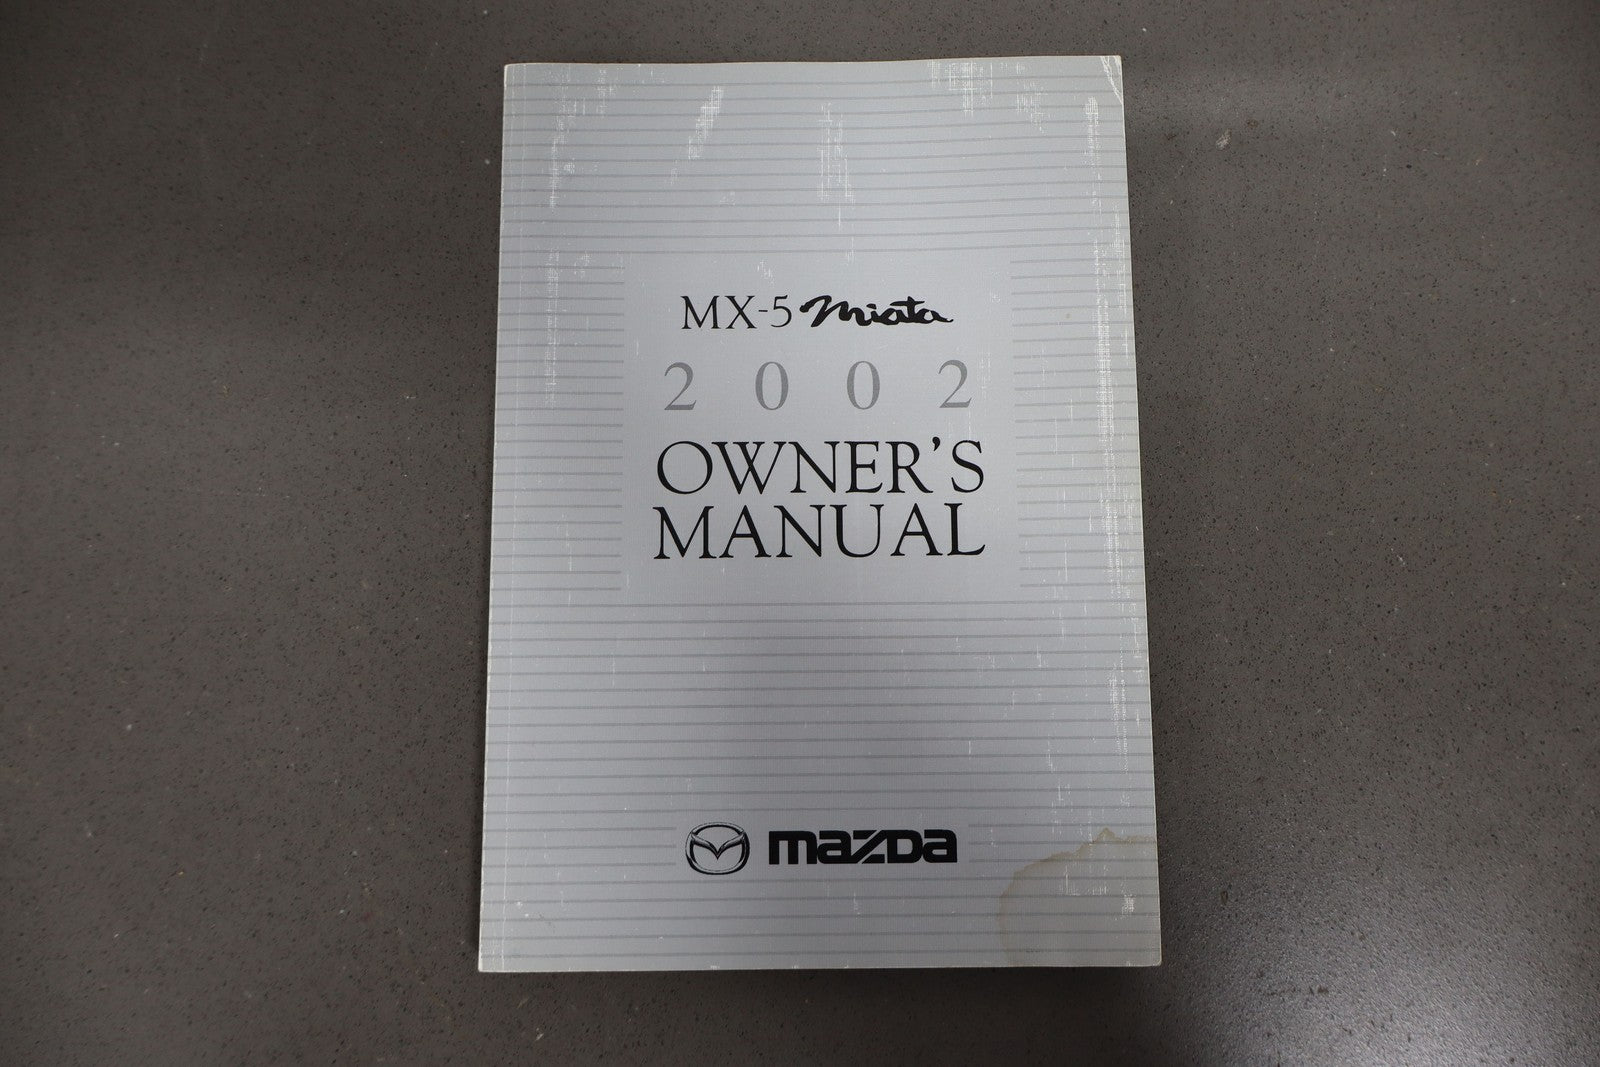 MX-5 Miata
2002
OWNER'S
MANUAL
mazda